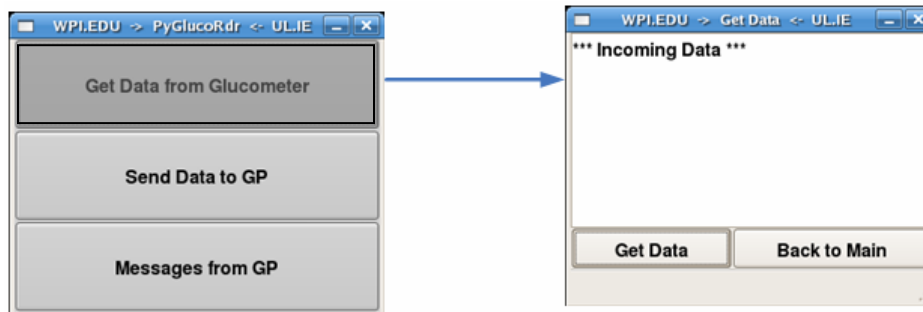 WPI.EDU -> PyGlucoRdr <- UL.IE
Get Data from Glucometer
Send Data to GP
Messages from GP
WPI.EDU -> Get Data <- UL.IE
*** Incoming Data ***
Get Data
Back to Main